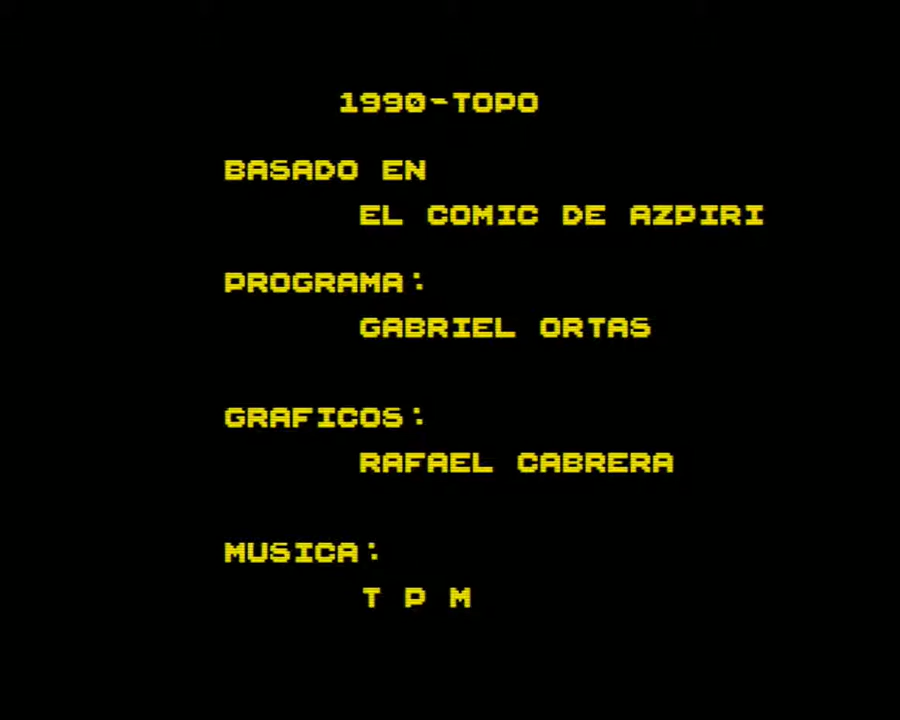 1990-TOPO
BASADO EN
EL COMIC DE AZPIRI
PROGRAMA:
GABRIEL ORTAS
GRAFICOS:
RAFAEL CABRERA
MUSICA:
T P M